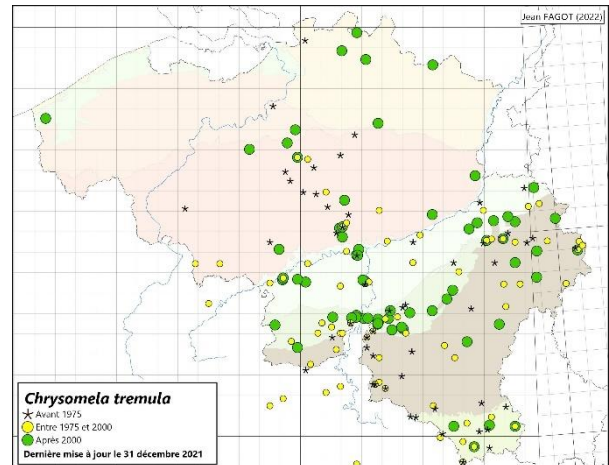 Jean FAGOT (2022)
Chrysomela tremula
Avant 1975
Entre 1975 et 2000
Après 2000
Dernière mise à jour le 31 décembre 2021